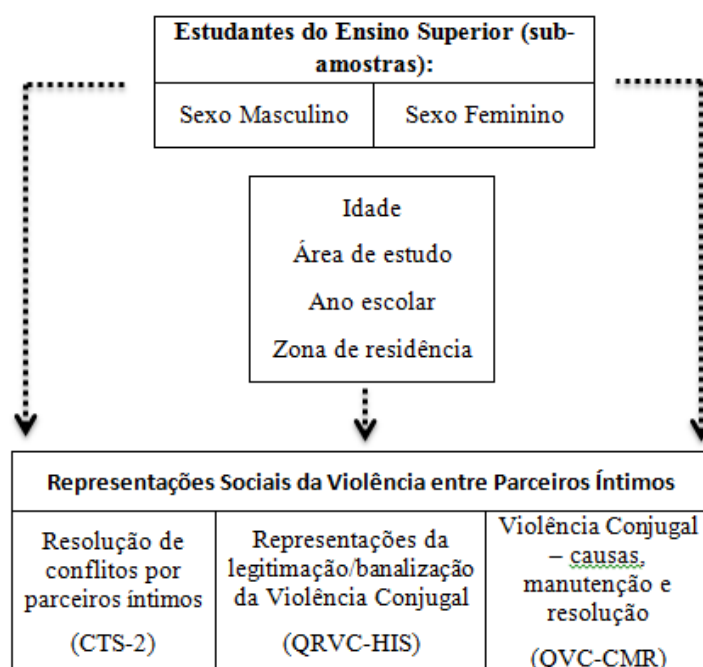 Estudantes do Ensino Superior (sub-
amostras):
Sexo Masculino
Sexo Feminino
Idade
Área de estudo
Ano escolar
Zona de residência
Representações Sociais da Violência entre Parceiros Íntimos
Resolução de
conflitos por
parceiros íntimos
(CTS-2)
Representações da
legitimação/banalização
da Violência Conjugal
(QRVC-HIS)
Violência Conjugal
– causas,
manutenção e
resolução
(QVC-CMR)